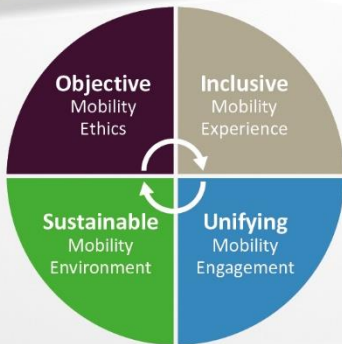 Objective
Mobility
Ethics
Inclusive
Mobility
Experience
Sustainable
Mobility
Environment
Unifying
Mobility
Engagement